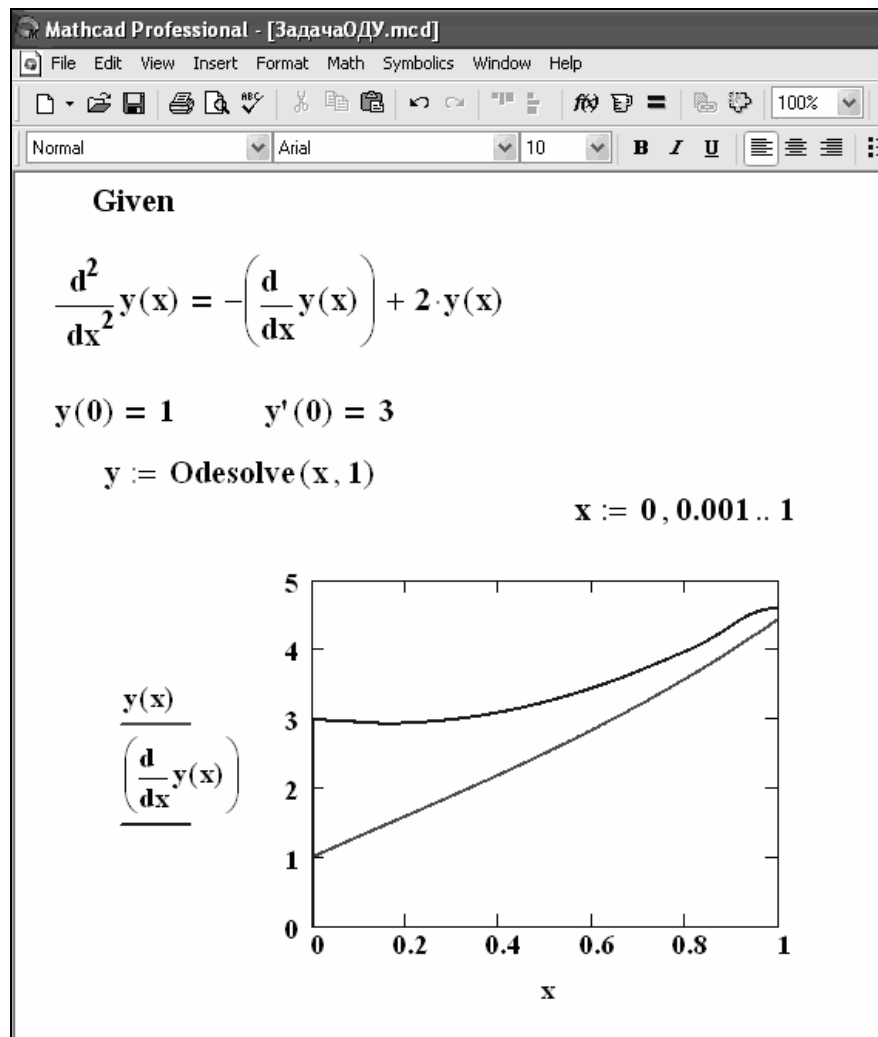 Mathcad Professional - [ЗадачаОДУ.mcd]
File Edit View Insert Format Math Symbolics Window Help
ABC f(x) = 100%
Normal Arial 10 B I U
Given
d²/dx² y(x) = -(d/dx y(x)) + 2·y(x)
y(0) = 1 y'(0) = 3
y := Odesolve(x, 1)
x := 0, 0.001 .. 1
y(x)
(d/dx y(x))
5
4
3
2
1
0
0 0.2 0.4 0.6 0.8 1
x